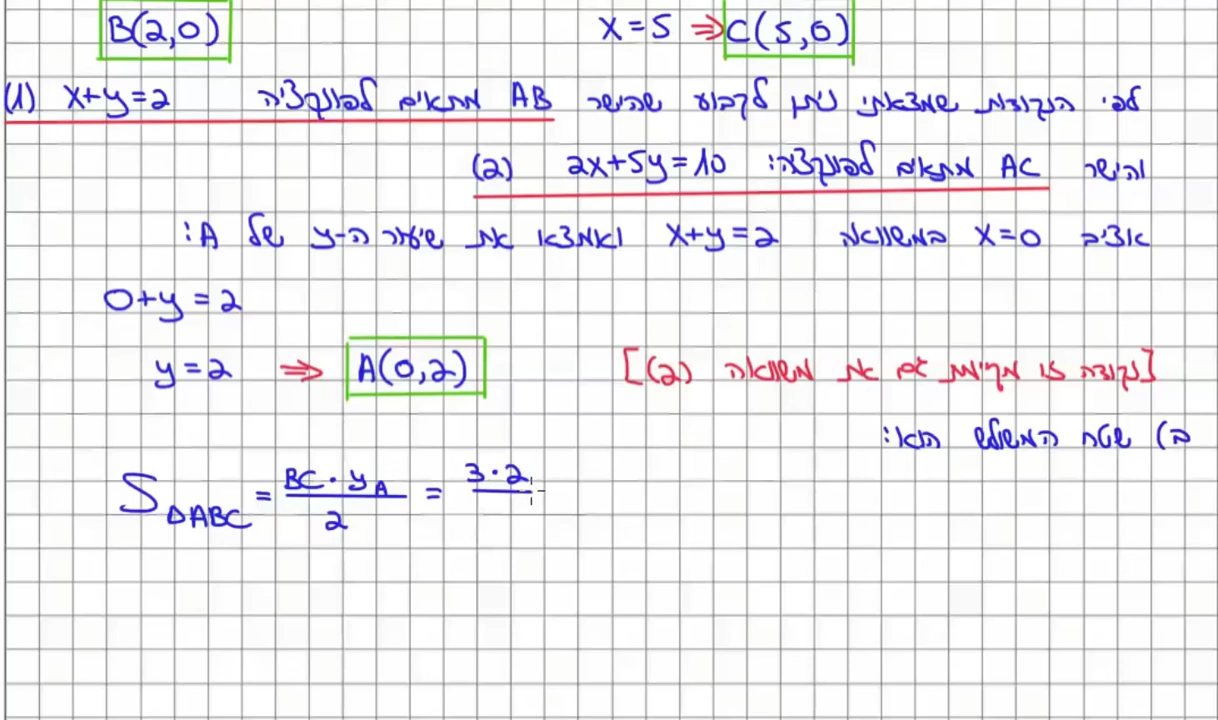 B(2,0)   x=5 ⇒ C(5,0)
לפי הנקודות שמצאתי ניתן לקבוע שהישר AB מתאים לפונקציה x+y=2 (1)
והישר AC מתאים לפונקציה: 2x+5y=10 (2)
אציב x=0 במשוואה x+y=2 ואמצא את שיעור ה-y של A:
0+y=2
y=2 ⇒ A(0,2)   [נקודה זו מקיימת גם את משוואה (2)]
ב) שטח המשולש הוא:
S△ABC = BC·yA / 2 = 3·2